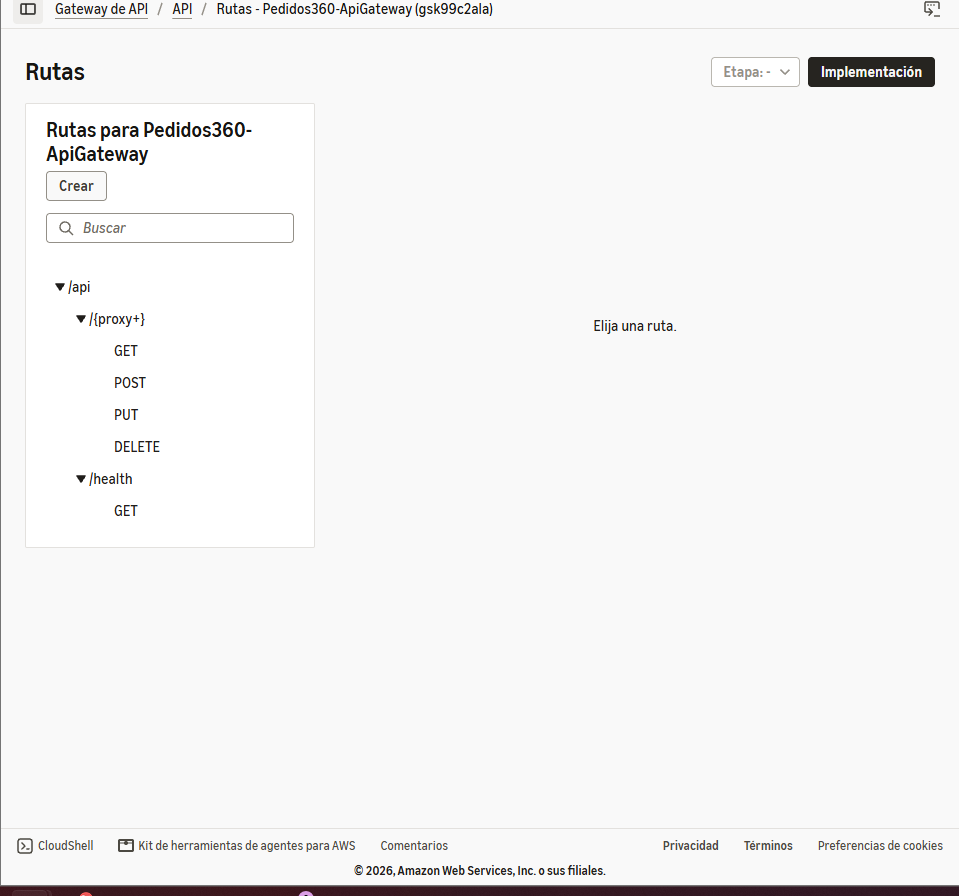 Gateway de API / API / Rutas - Pedidos360-ApiGateway (gsk99c2ala)
Rutas
Etapa: -
Implementación
Rutas para Pedidos360-
ApiGateway
Crear
Buscar
/api
/{proxy+}
GET
POST
PUT
DELETE
/health
GET
Elija una ruta.
CloudShell
Kit de herramientas de agentes para AWS
Comentarios
Privacidad
Términos
Preferencias de cookies
© 2026, Amazon Web Services, Inc. o sus filiales.